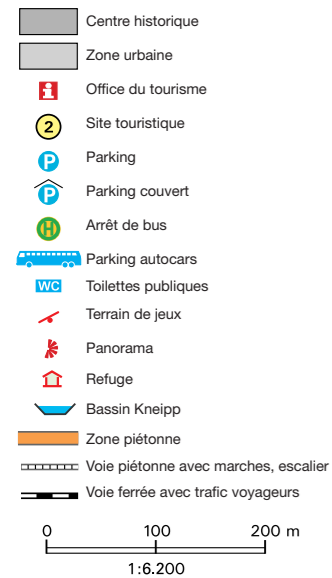 Centre historique
Zone urbaine
i Office du tourisme
2 Site touristique
P Parking
P Parking couvert
H Arrêt de bus
Parking autocars
WC Toilettes publiques
Terrain de jeux
Panorama
Refuge
Bassin Kneipp
Zone piétonne
Voie piétonne avec marches, escalier
Voie ferrée avec trafic voyageurs
0 100 200 m
1:6.200